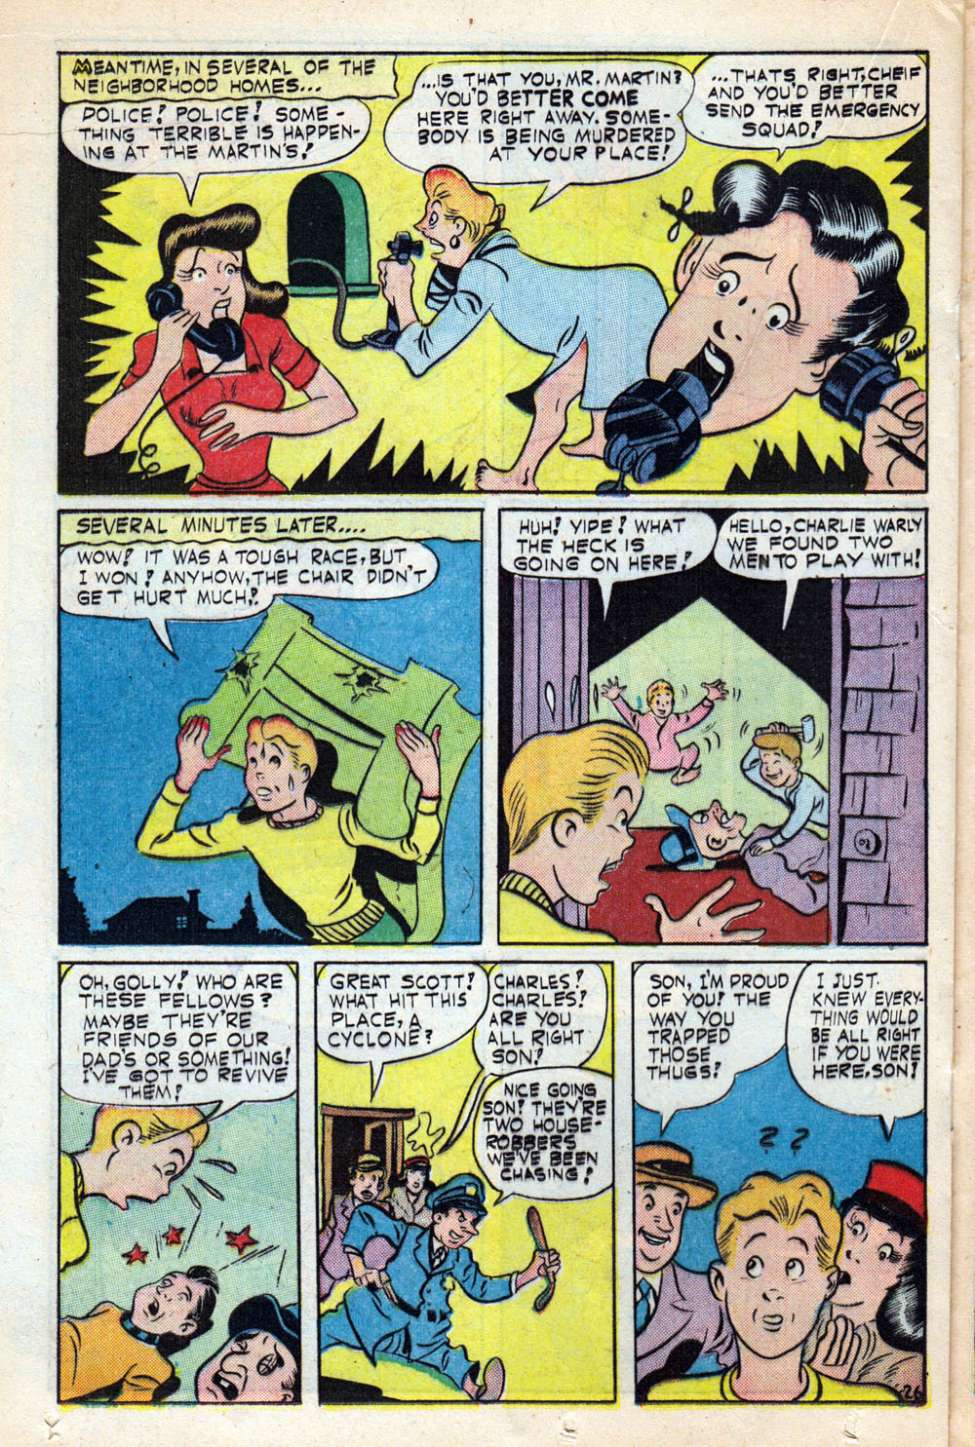 MEANTIME, IN SEVERAL OF THE
NEIGHBORHOOD HOMES...
POLICE! POLICE! SOME-
THING TERRIBLE IS HAPPEN-
ING AT THE MARTIN'S!
...IS THAT YOU, MR. MARTIN?
YOU'D BETTER COME
HERE RIGHT AWAY. SOME-
BODY IS BEING MURDERED
AT YOUR PLACE!
...THATS RIGHT, CHEIF
AND YOU'D BETTER
SEND THE EMERGENCY
SQUAD!
SEVERAL MINUTES LATER....
WOW! IT WAS A TOUGH RACE, BUT
I WON! ANYHOW, THE CHAIR DIDN'T
GET HURT MUCH!
HUH! YIPE! WHAT
THE HECK IS
GOING ON HERE!
HELLO, CHARLIE WARLY
WE FOUND TWO
MEN TO PLAY WITH!
OH, GOLLY! WHO ARE
THESE FELLOWS?
MAYBE THEY'RE
FRIENDS OF OUR
DAD'S OR SOMETHING!
I'VE GOT TO REVIVE
THEM!
GREAT SCOTT!
WHAT HIT THIS
PLACE, A
CYCLONE?
CHARLES!
CHARLES!
ARE YOU
ALL RIGHT
SON?
NICE GOING
SON! THEY'RE
TWO HOUSE-
ROBBERS
WE'VE BEEN
CHASING!
SON, I'M PROUD
OF YOU! THE
WAY YOU
TRAPPED
THOSE
THUGS!
I JUST
KNEW EVERY-
THING WOULD
BE ALL RIGHT
IF YOU WERE
HERE, SON!
? ?
26